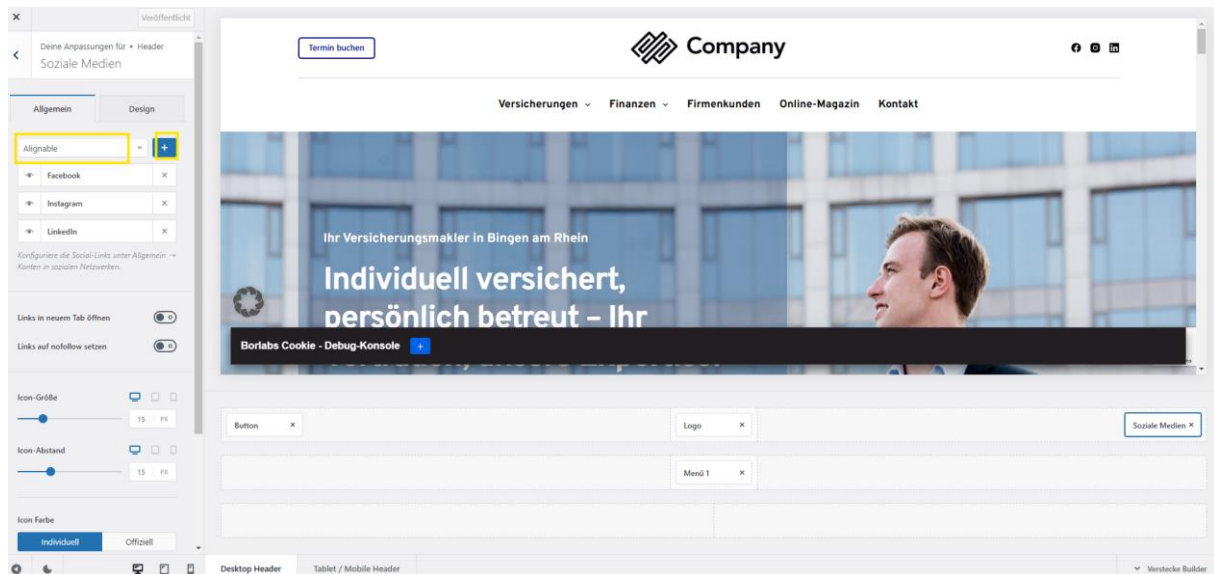 Veröffentlicht
Deine Anpassungen für • Header
Soziale Medien
Allgemein
Design
Alignable
+
Facebook
Instagram
LinkedIn
Konfiguriere die Social-Links unter Allgemein →
Konten in sozialen Netzwerken.
Links in neuem Tab öffnen
Links auf nofollow setzen
Icon-Größe
15 PX
Icon-Abstand
15 PX
Icon Farbe
Individuell
Offiziell
Termin buchen
Company
Versicherungen
Finanzen
Firmenkunden
Online-Magazin
Kontakt
Ihr Versicherungsmakler in Bingen am Rhein
Individuell versichert,
persönlich betreut – Ihr
Borlabs Cookie - Debug-Konsole +
Button ×
Logo ×
Soziale Medien ×
Menü 1 ×
Desktop Header
Tablet / Mobile Header
Verstecke Builder